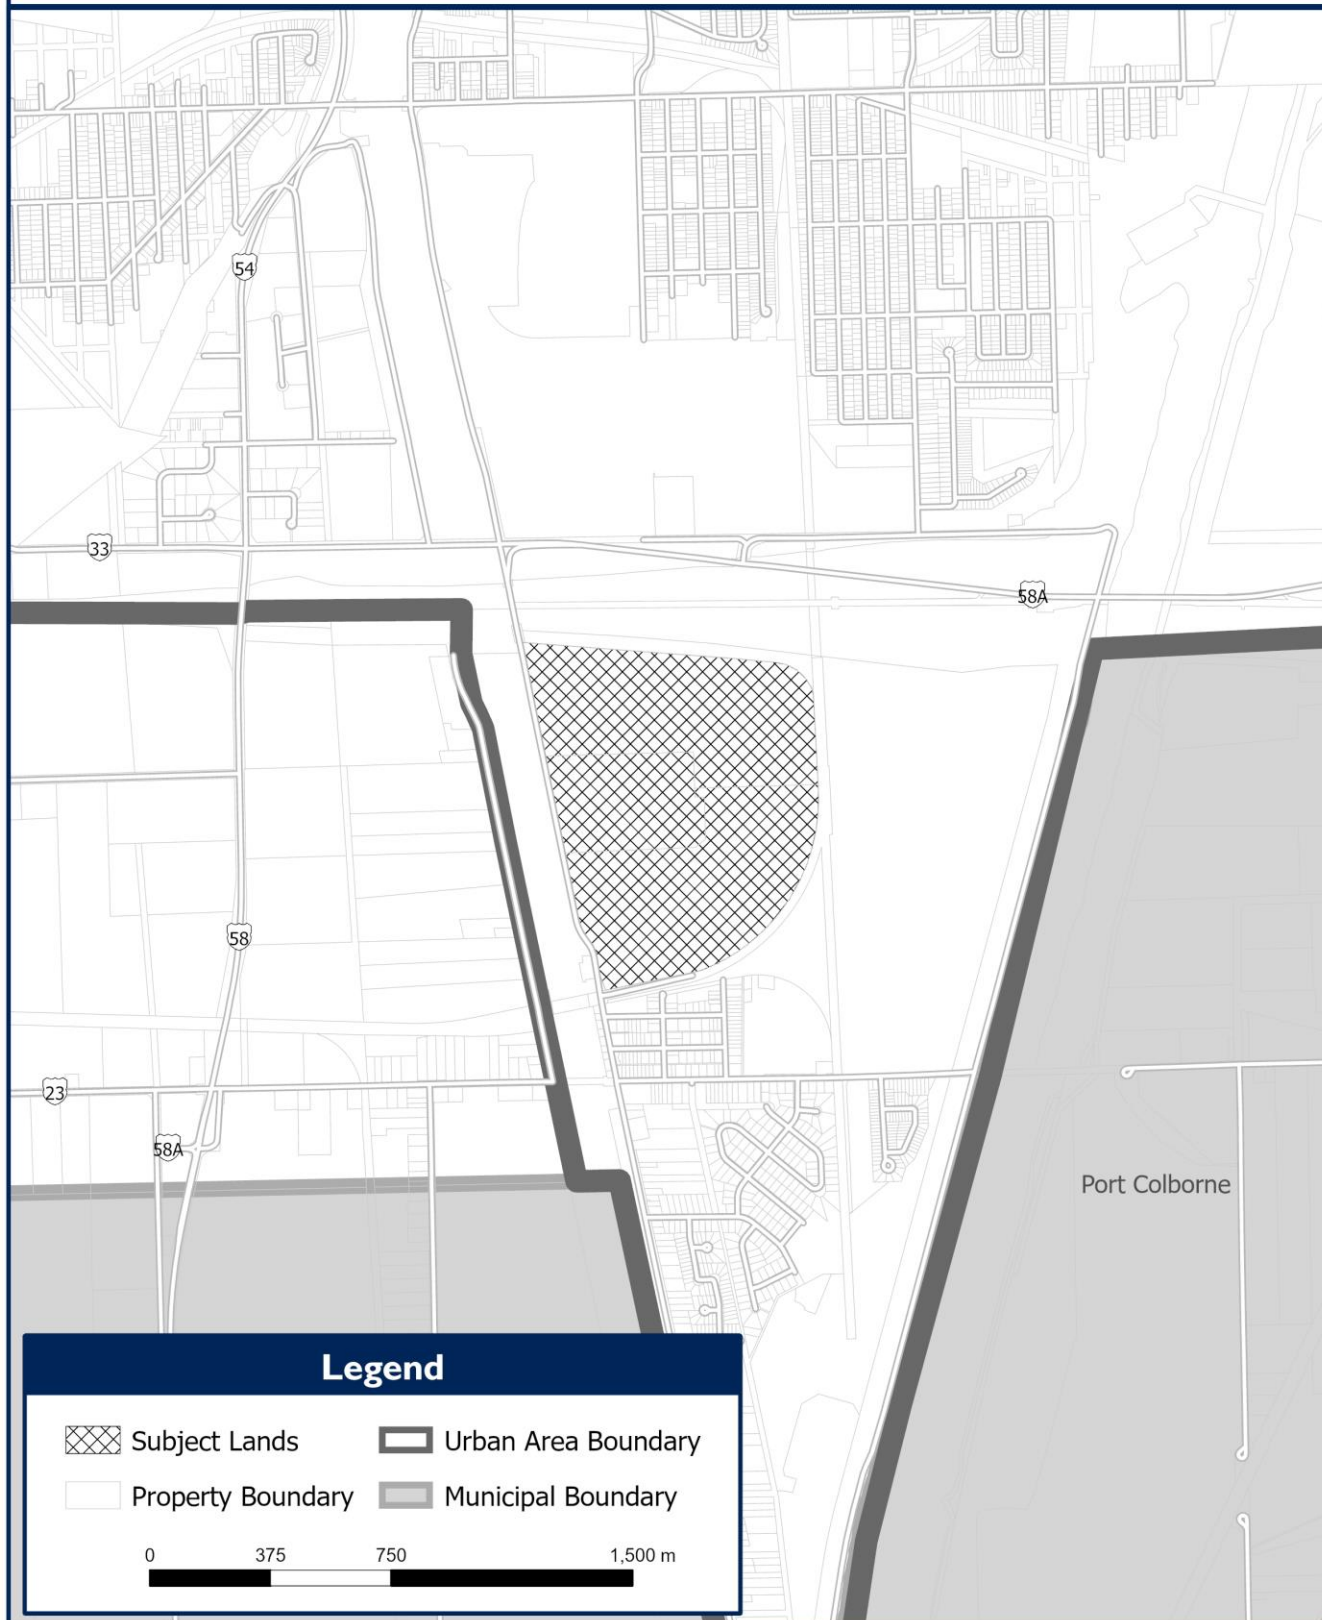 54
33
58A
58
23
58A
Port Colborne
Legend
Subject Lands
Urban Area Boundary
Property Boundary
Municipal Boundary
0 375 750 1,500 m